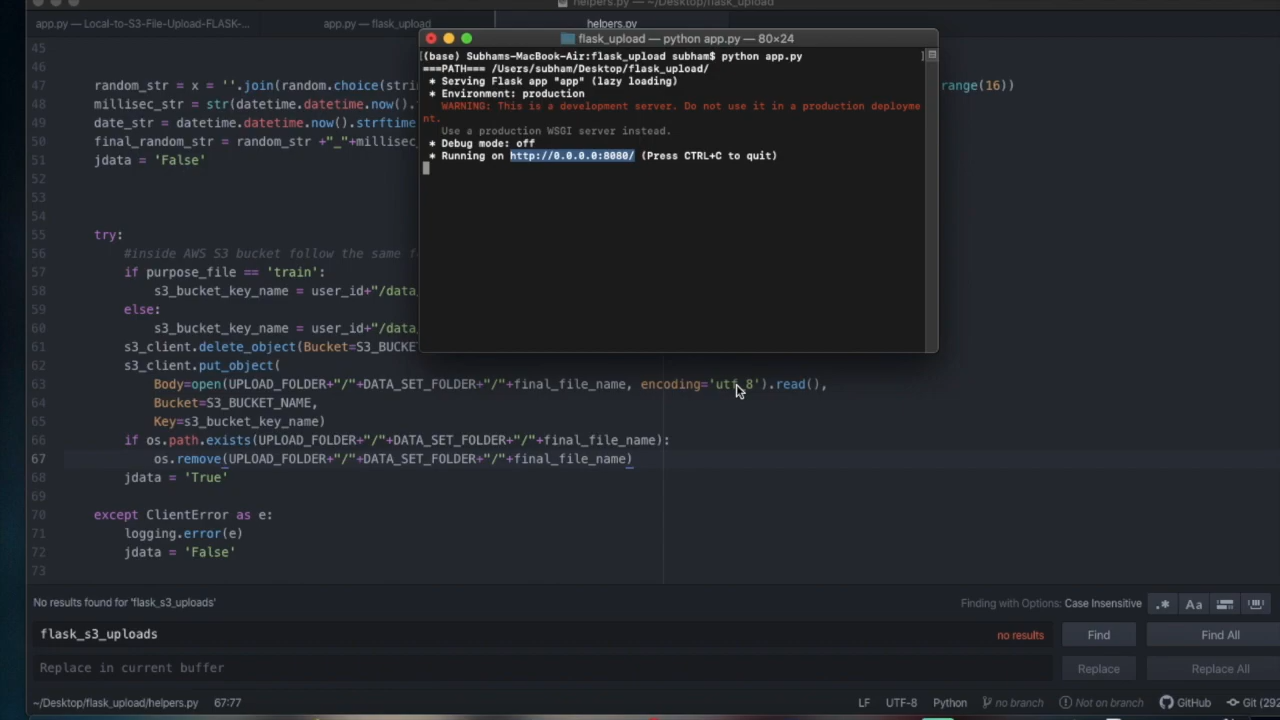 helpers.py — ~/Desktop/flask_upload
app.py — Local-to-S3-File-Upload-FLASK-...
app.py — flask_upload
helpers.py
flask_upload — python app.py — 80×24
[(base) Subhams-MacBook-Air:flask_upload subham$ python app.py ]
===PATH=== /Users/subham/Desktop/flask_upload/
* Serving Flask app "app" (lazy loading)
* Environment: production
WARNING: This is a development server. Do not use it in a production deployme
nt.
Use a production WSGI server instead.
* Debug mode: off
* Running on http://0.0.0.0:8080/ (Press CTRL+C to quit)
45
46
47 random_str = x = ''.join(random.choice(stri range(16))
48 millisec_str = str(datetime.datetime.now().
49 date_str = datetime.datetime.now().strftime
50 final_random_str = random_str +"_"+millisec_
51 jdata = 'False'
52
53
54
55 try:
56 #inside AWS S3 bucket follow the same f
57 if purpose_file == 'train':
58 s3_bucket_key_name = user_id+"/data_
59 else:
60 s3_bucket_key_name = user_id+"/data_
61 s3_client.delete_object(Bucket=S3_BUCKE
62 s3_client.put_object(
63 Body=open(UPLOAD_FOLDER+"/"+DATA_SET_FOLDER+"/"+final_file_name, encoding='utf_8').read(),
64 Bucket=S3_BUCKET_NAME,
65 Key=s3_bucket_key_name)
66 if os.path.exists(UPLOAD_FOLDER+"/"+DATA_SET_FOLDER+"/"+final_file_name):
67 os.remove(UPLOAD_FOLDER+"/"+DATA_SET_FOLDER+"/"+final_file_name)
68 jdata = 'True'
69
70 except ClientError as e:
71 logging.error(e)
72 jdata = 'False'
73
No results found for 'flask_s3_uploads'
Finding with Options: Case Insensitive
.* Aa
flask_s3_uploads
no results
Find
Find All
Replace in current buffer
Replace
Replace All
~/Desktop/flask_upload/helpers.py 67:77
LF UTF-8 Python no branch Not on branch GitHub Git (292